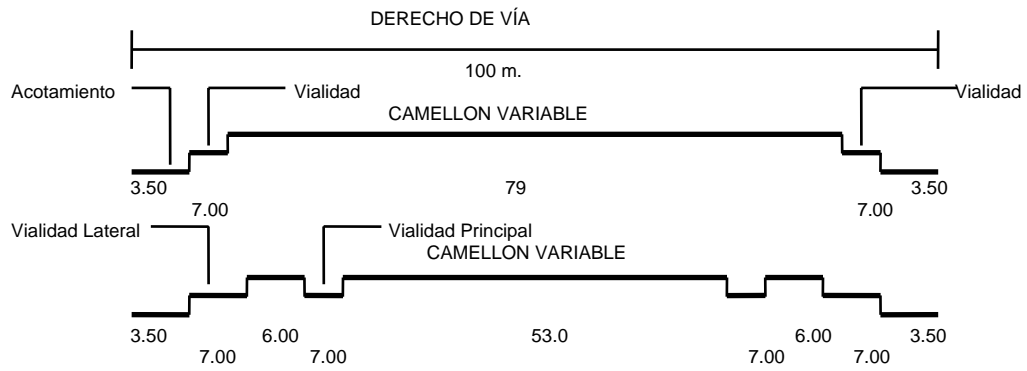 DERECHO DE VÍA
100 m.
Acotamiento Vialidad Vialidad
CAMELLON VARIABLE
3.50 79 3.50
7.00 7.00
Vialidad Lateral Vialidad Principal
CAMELLON VARIABLE
3.50 6.00 53.0 6.00 3.50
7.00 7.00 7.00 7.00